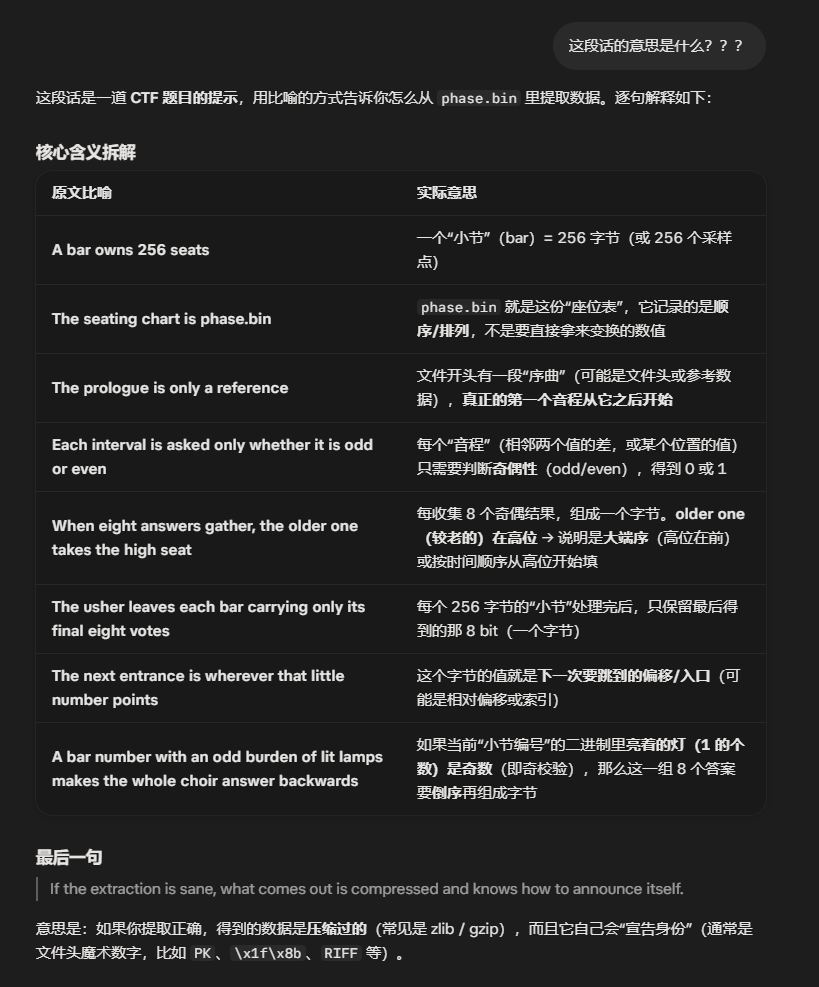 这段话的意思是什么？？？
这段话是一道 CTF 题目的提示，用比喻的方式告诉你怎么从 phase.bin 里提取数据。逐句解释如下：
核心含义拆解
原文比喻
实际意思
A bar owns 256 seats
一个“小节”（bar）= 256 字节（或 256 个采样
点）
The seating chart is phase.bin
phase.bin 就是这份“座位表”，它记录的是顺
序/排列，不是要直接拿来变换的数值
The prologue is only a reference
文件开头有一段“序曲”（可能是文件头或参考数
据），真正的第一个音程从它之后开始
Each interval is asked only whether it is odd
or even
每个“音程”（相邻两个值的差，或某个位置的值）
只需要判断奇偶性（odd/even），得到 0 或 1
When eight answers gather, the older one
takes the high seat
每收集 8 个奇偶结果，组成一个字节。older one
（较老的）在高位 → 说明是大端序（高位在前）
或按时间顺序从高位开始填
The usher leaves each bar carrying only its
final eight votes
每个 256 字节的“小节”处理完后，只保留最后得
到的那 8 bit（一个字节）
The next entrance is wherever that little
number points
这个字节的值就是下一次要跳到的偏移/入口（可
能是相对偏移或索引）
A bar number with an odd burden of lit lamps
makes the whole choir answer backwards
如果当前“小节编号”的二进制里亮着的灯（1 的个
数）是奇数（即奇校验），那么这一组 8 个答案
要倒序再组成字节
最后一句
If the extraction is sane, what comes out is compressed and knows how to announce itself.
意思是：如果你提取正确，得到的数据是压缩过的（常见是 zlib / gzip），而且它自己会“宣告身份”（通常是
文件头魔术数字，比如 PK、\x1f\x8b、RIFF 等）。